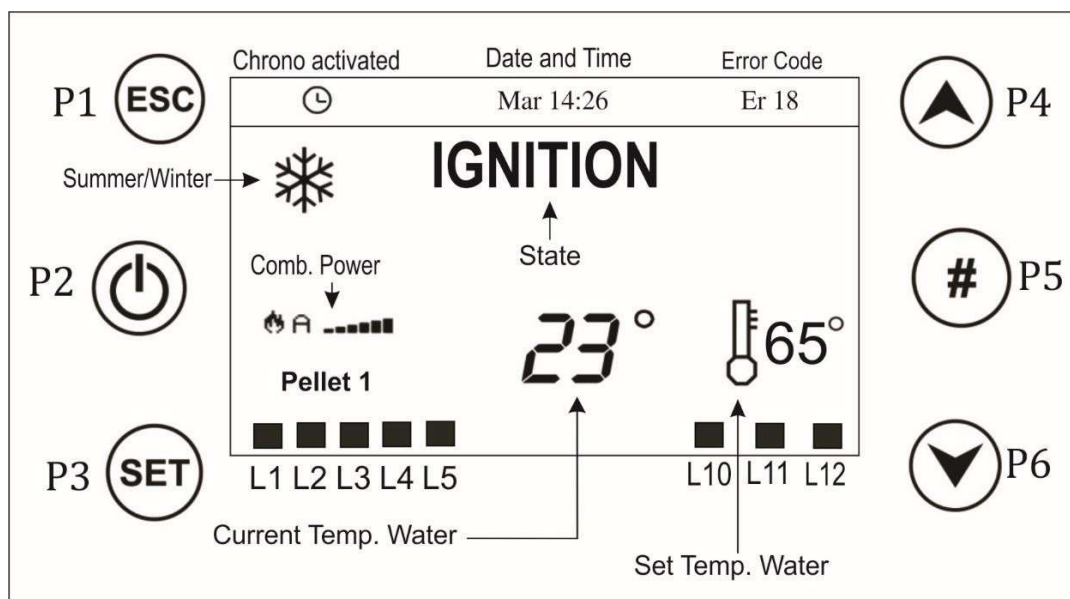 Chrono activated Date and Time Error Code
P1 ESC Mar 14:26 Er 18 P4
Summer/Winter IGNITION
State
P2 Comb. Power # P5
A 23° 65°
Pellet 1
P3 SET P6
L1 L2 L3 L4 L5 L10 L11 L12
Current Temp. Water
Set Temp. Water